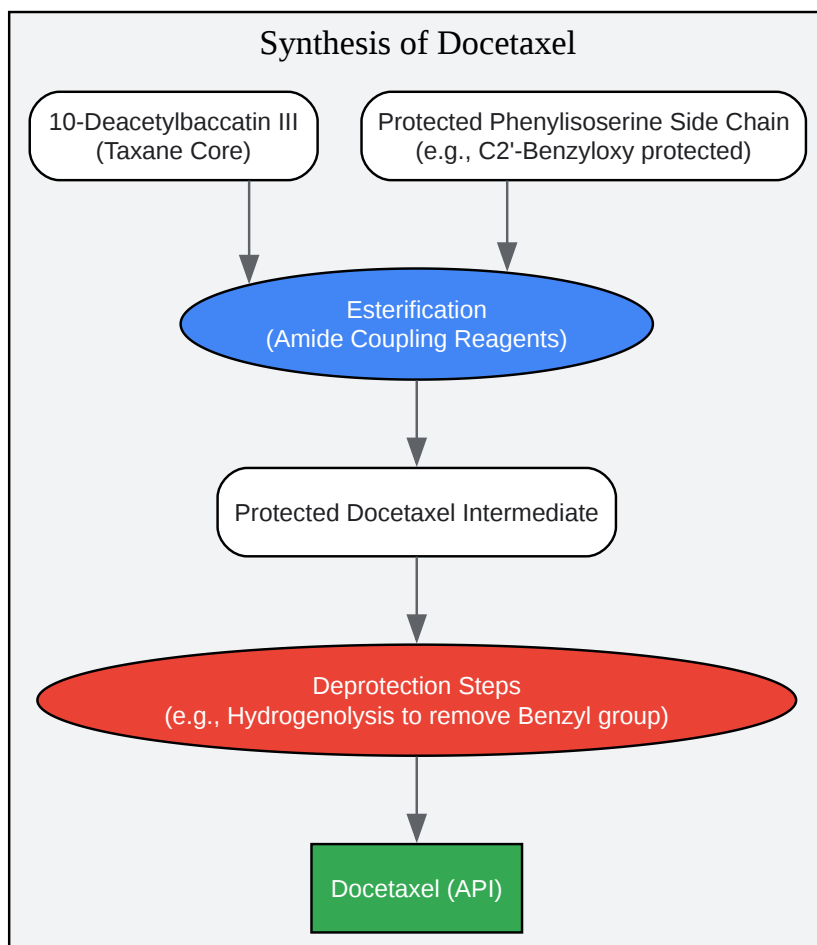 Synthesis of Docetaxel
10-Deacetylbaccatin III
(Taxane Core)
Protected Phenylisoserine Side Chain
(e.g., C2'-Benzyloxy protected)
Esterification
(Amide Coupling Reagents)
Protected Docetaxel Intermediate
Deprotection Steps
(e.g., Hydrogenolysis to remove Benzyl group)
Docetaxel (API)